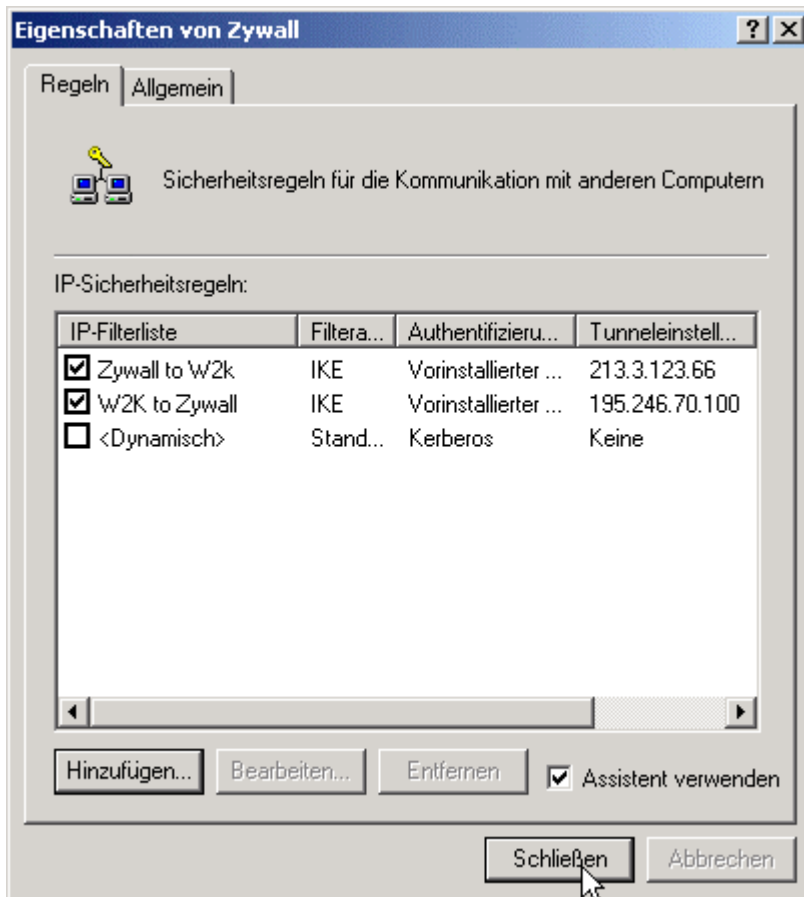 Eigenschaften von Zywall
Regeln Allgemein
Sicherheitsregeln für die Kommunikation mit anderen Computern
IP-Sicherheitsregeln:
IP-Filterliste Filtera... Authentifizieru... Tunneleinstell...
Zywall to W2k IKE Vorinstallierter ... 213.3.123.66
W2K to Zywall IKE Vorinstallierter ... 195.246.70.100
<Dynamisch> Stand... Kerberos Keine
Hinzufügen... Bearbeiten... Entfernen Assistent verwenden
Schließen Abbrechen